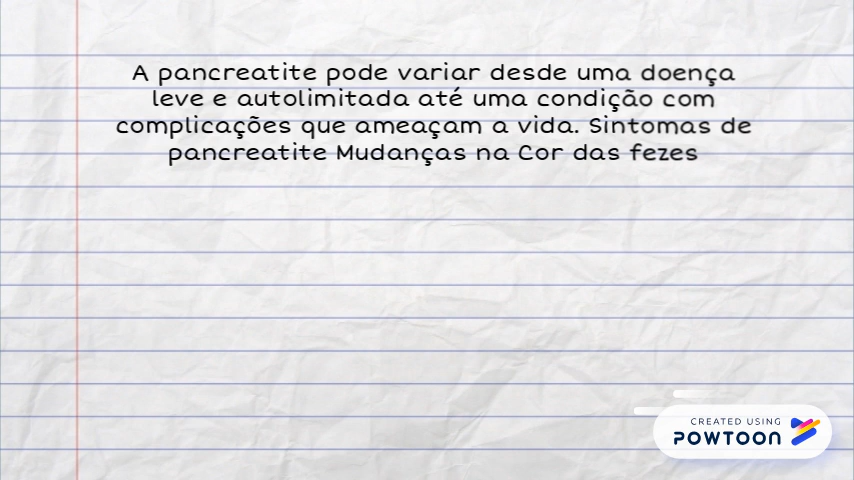 A pancreatite pode variar desde uma doença
leve e autolimitada até uma condição com
complicações que ameaçam a vida. Sintomas de
pancreatite Mudanças na Cor das fezes
CREATED USING
POWTOON